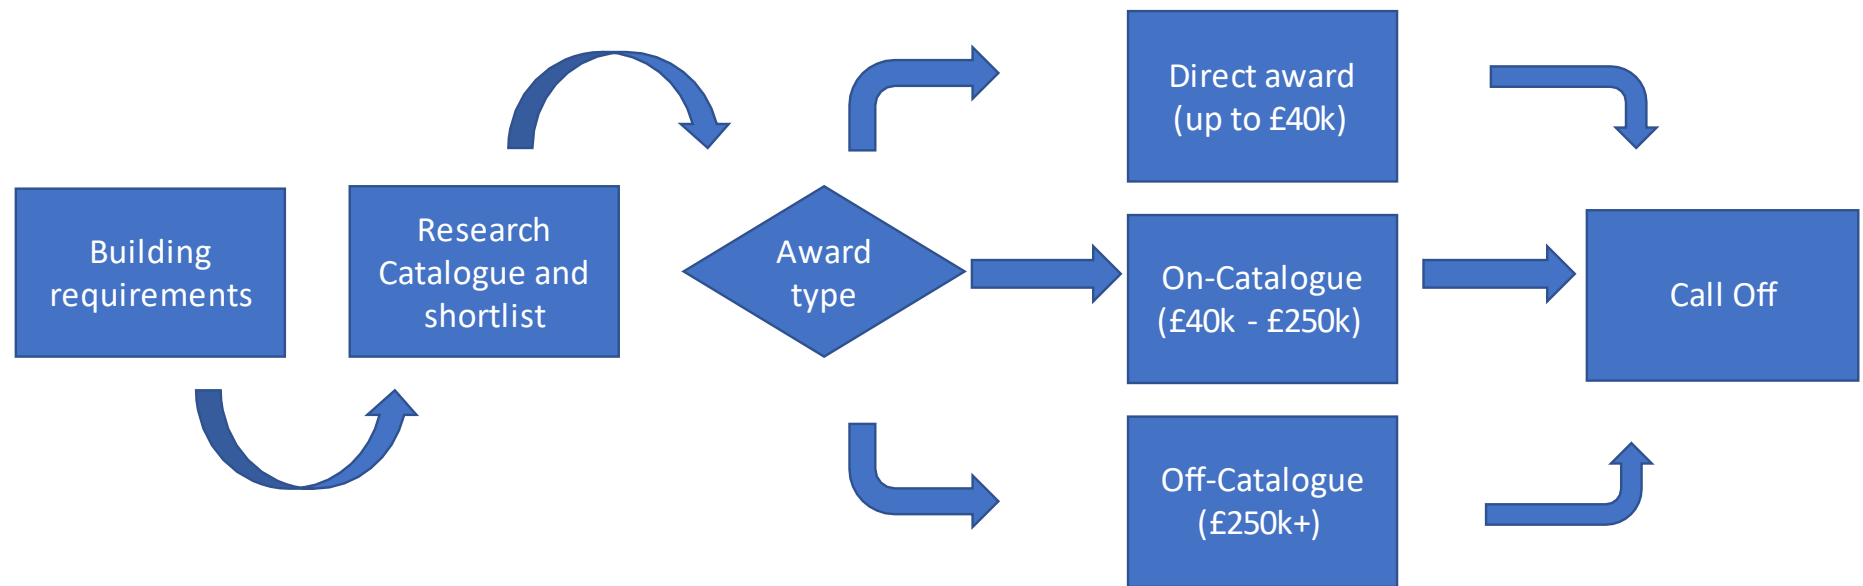 Building
requirements
Research
Catalogue and
shortlist
Award
type
Direct award
(up to £40k)
On-Catalogue
(£40k - £250k)
Off-Catalogue
(£250k+)
Call Off